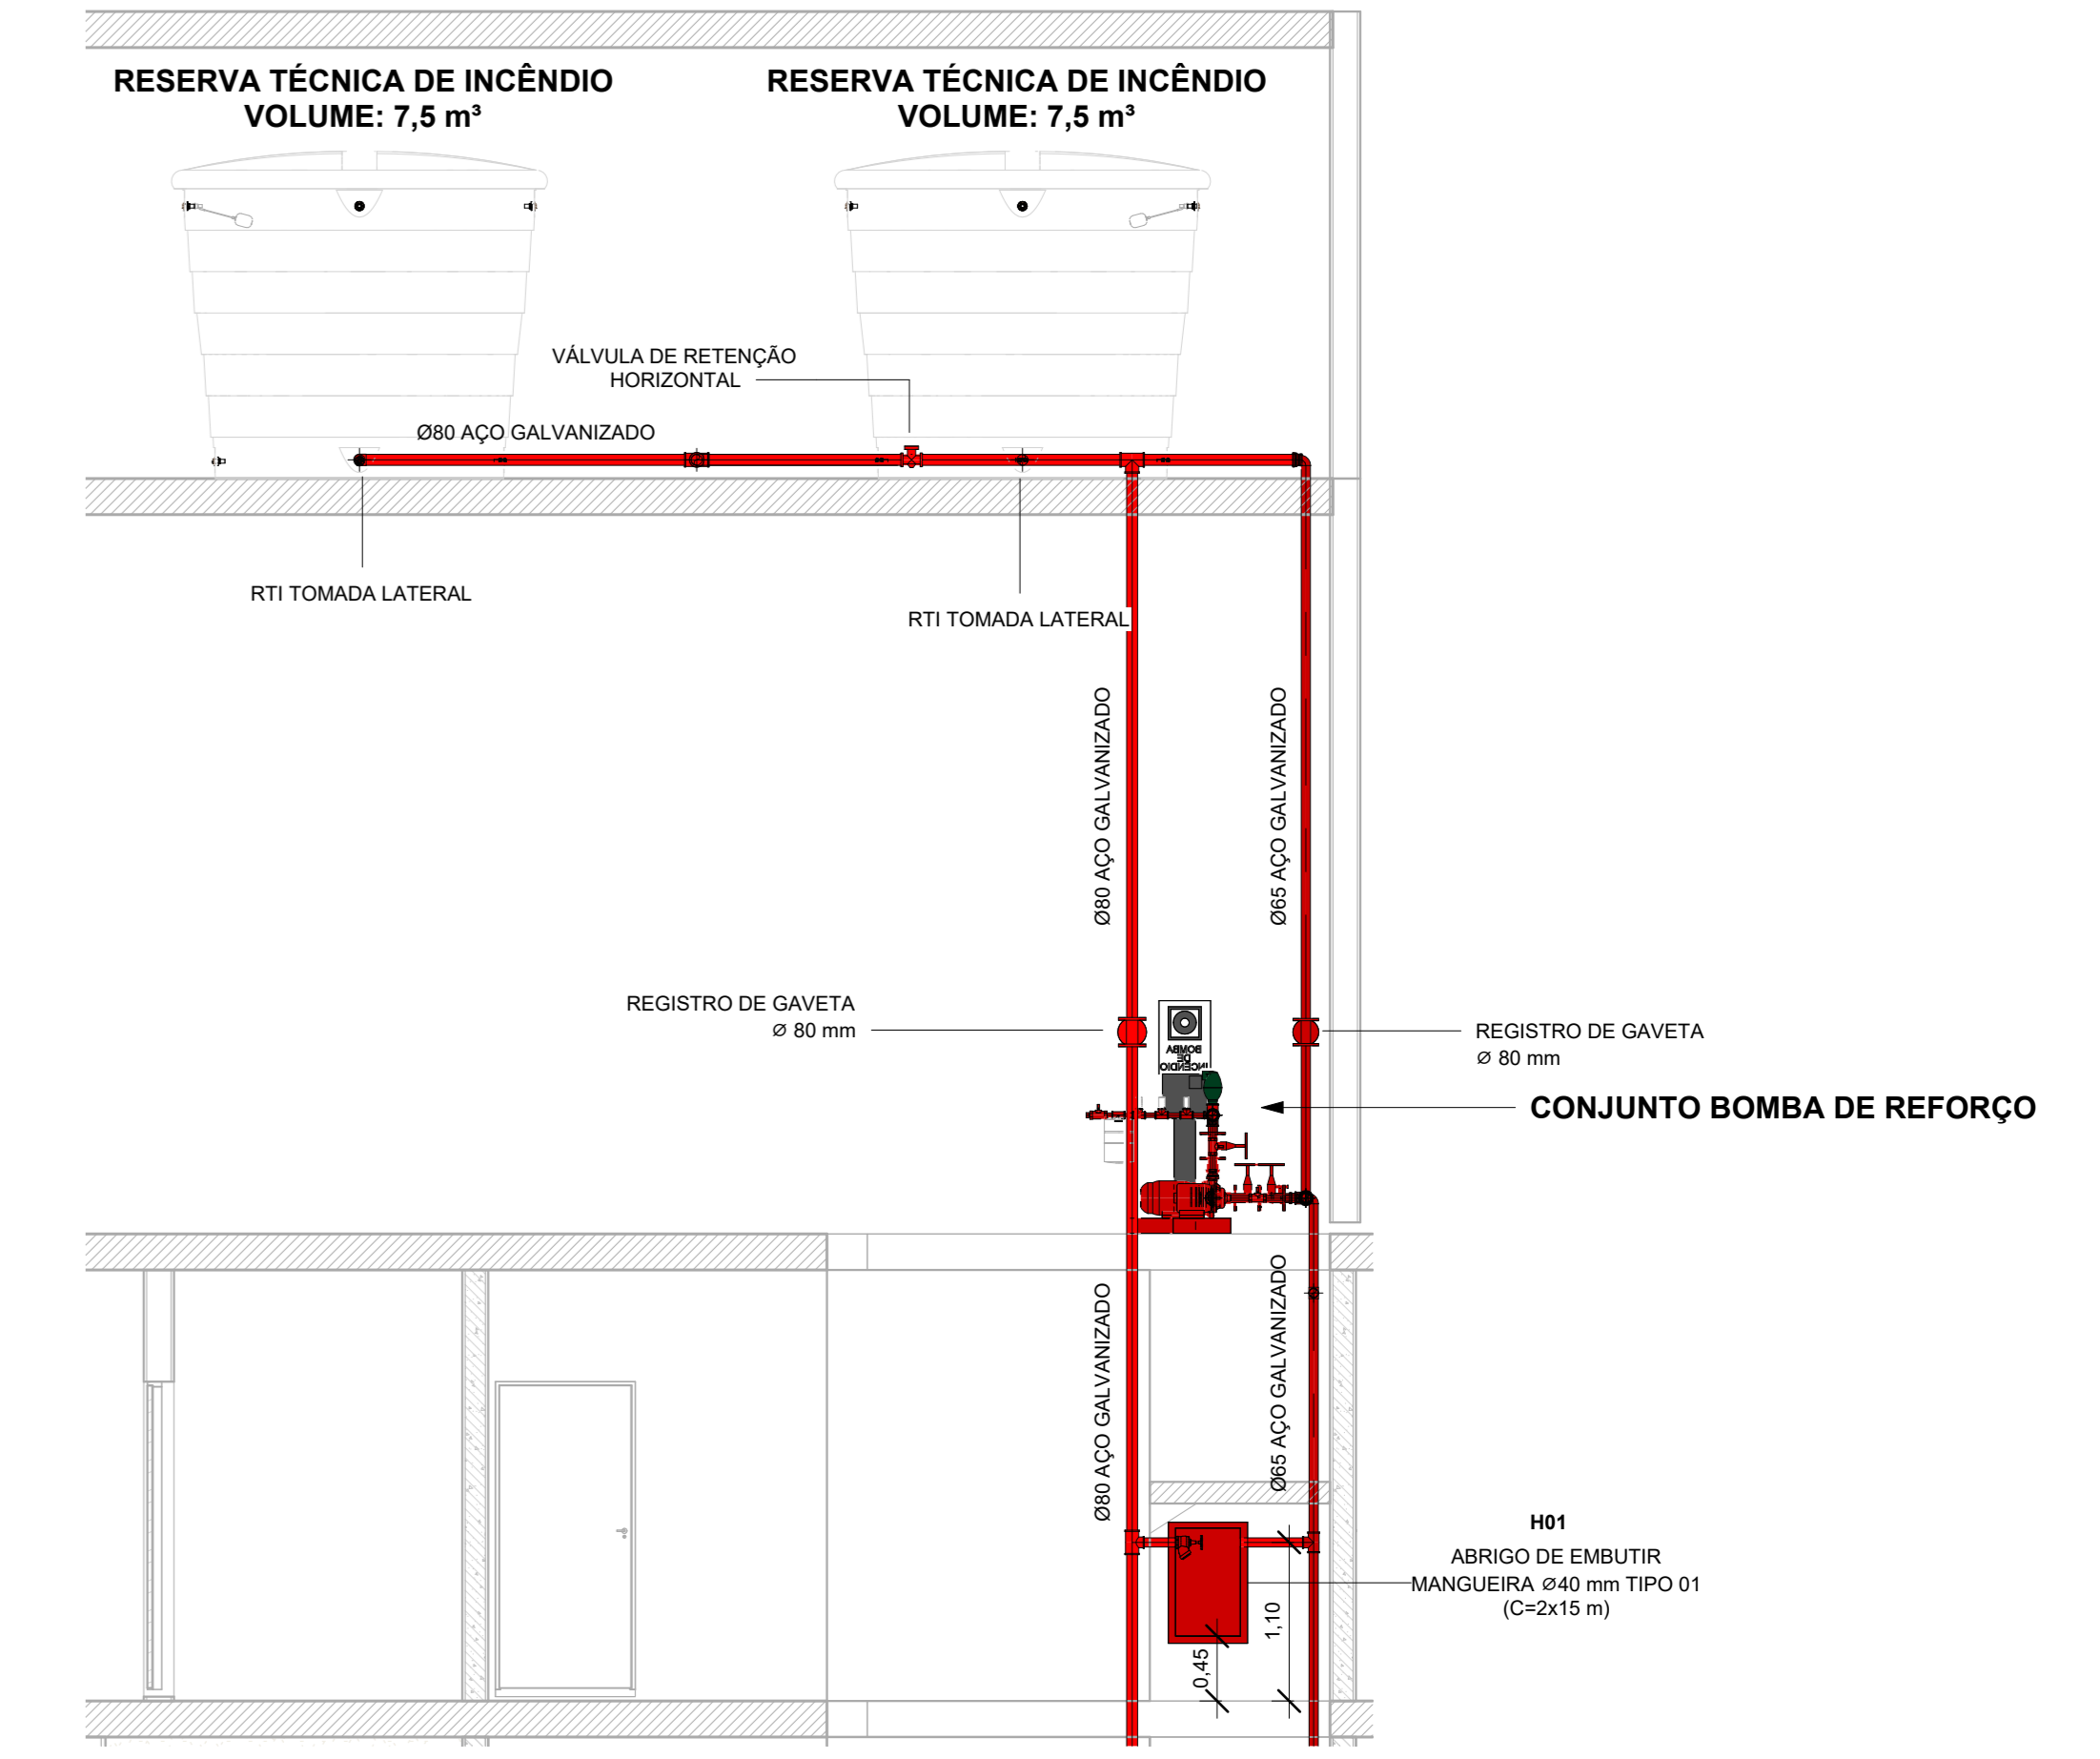 RESERVA TÉCNICA DE INCÊNDIO
VOLUME: 7,5 m³
RESERVA TÉCNICA DE INCÊNDIO
VOLUME: 7,5 m³
VÁLVULA DE RETENÇÃO
HORIZONTAL
Ø80 AÇO GALVANIZADO
RTI TOMADA LATERAL
RTI TOMADA LATERAL
Ø80 AÇO GALVANIZADO
Ø65 AÇO GALVANIZADO
REGISTRO DE GAVETA
Ø 80 mm
REGISTRO DE GAVETA
Ø 80 mm
BOMBA
DE
INCÊNDIO
CONJUNTO BOMBA DE REFORÇO
Ø80 AÇO GALVANIZADO
Ø65 AÇO GALVANIZADO
H01
ABRIGO DE EMBUTIR
MANGUEIRA Ø40 mm TIPO 01
(C=2x15 m)
1,10
0,45